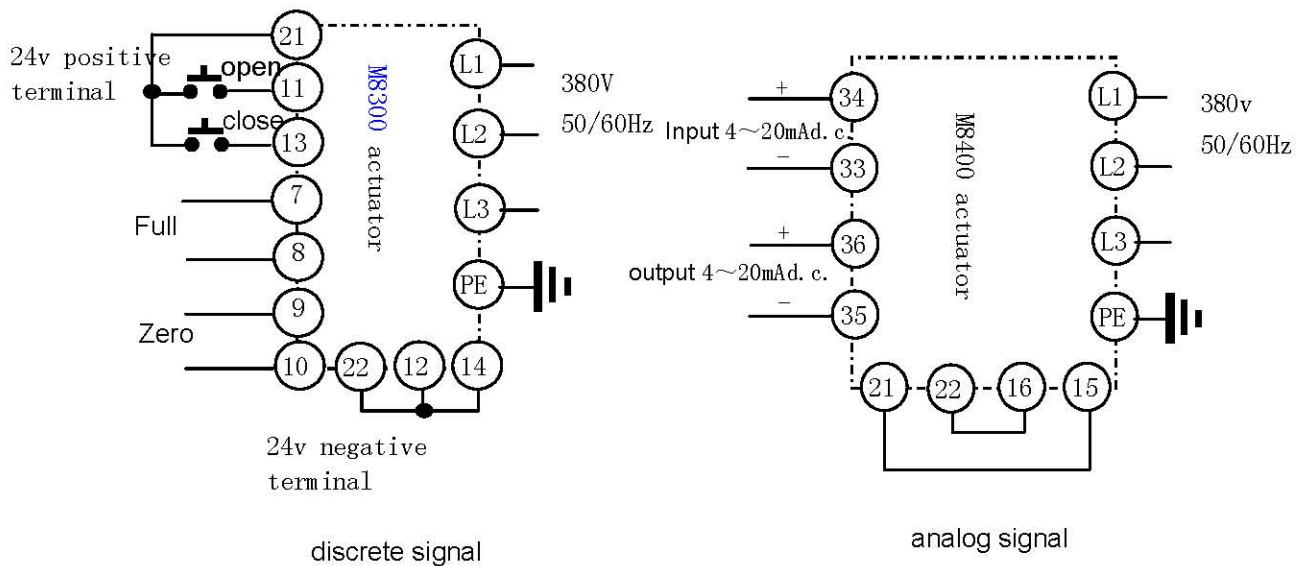 24v positive
terminal
open
close
21
11
13
7
8
9
10
22
12
14
Full
Zero
M8300 actuator
L1
L2
L3
PE
380V
50/60Hz
24v negative
terminal
discrete signal
+
Input 4～20mAd.c.
−
+
output 4～20mAd.c.
−
34
33
36
35
21
22
16
15
M8400 actuator
L1
L2
L3
PE
380v
50/60Hz
analog signal